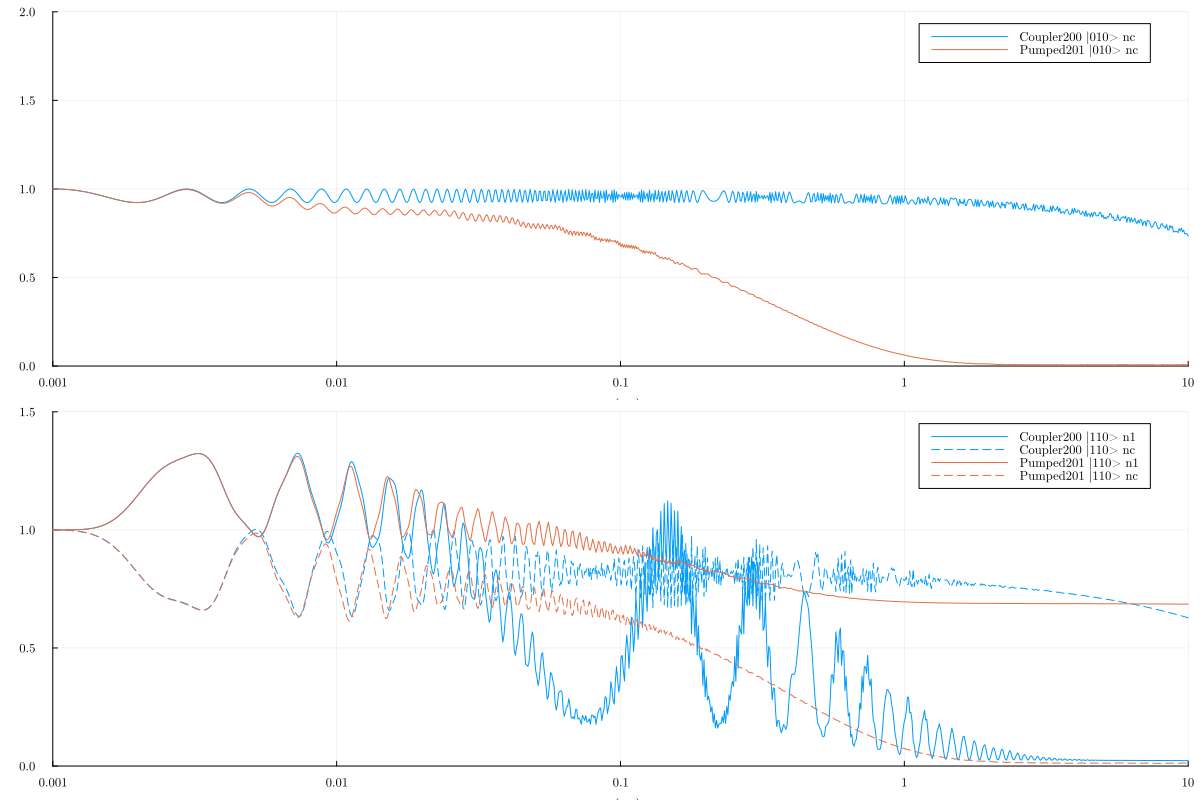 2.0
Coupler200 |010> nc
Pumped201 |010> nc
1.5
1.0
0.5
0.0
0.001 0.01 0.1 1 10
1.5
Coupler200 |110> n1
Coupler200 |110> nc
Pumped201 |110> n1
Pumped201 |110> nc
1.0
0.5
0.0
0.001 0.01 0.1 1 10